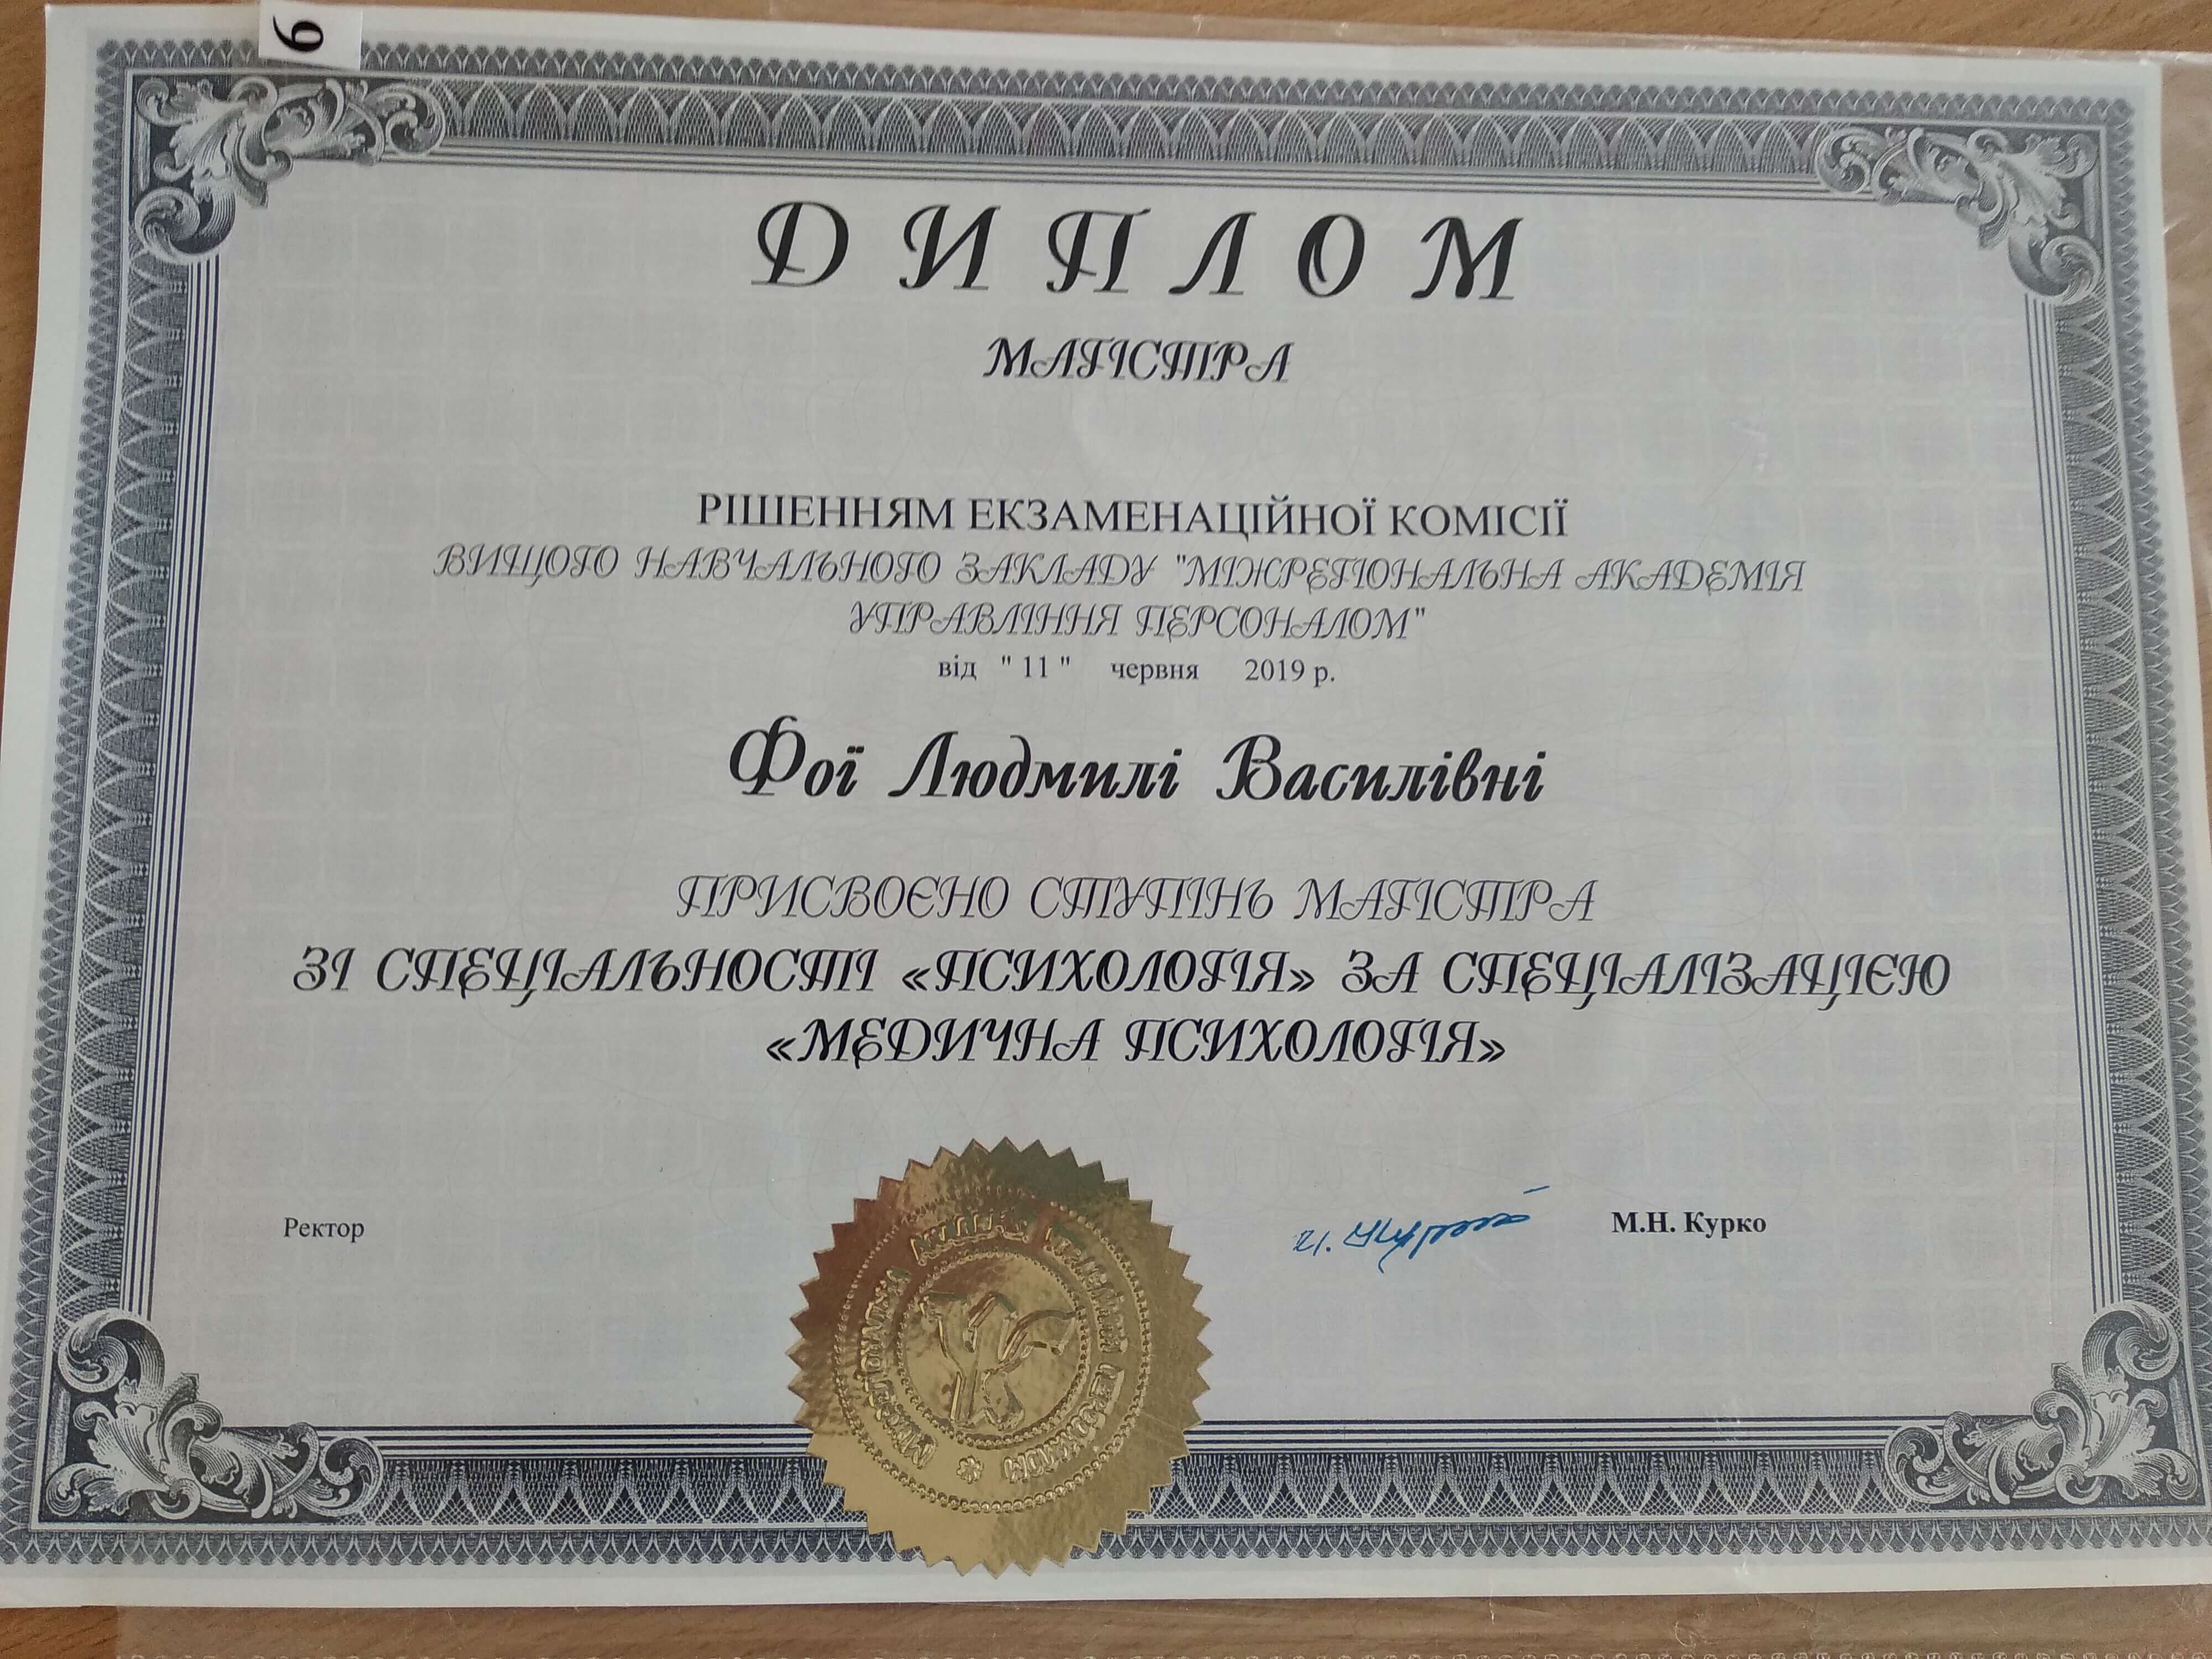 6
ДИПЛОМ
МАГІСТРА
РІШЕННЯМ ЕКЗАМЕНАЦІЙНОЇ КОМІСІЇ
ВИЩОГО НАВЧАЛЬНОГО ЗАКЛАДУ "МІЖРЕГІОНАЛЬНА АКАДЕМІЯ
УПРАВЛІННЯ ПЕРСОНАЛОМ"
від " 11 " червня 2019 р.
Фої Людмилі Василівні
ПРИСВОЄНО СТУПІНЬ МАГІСТРА
ЗІ СПЕЦІАЛЬНОСТІ «ПСИХОЛОГІЯ» ЗА СПЕЦІАЛІЗАЦІЄЮ
«МЕДИЧНА ПСИХОЛОГІЯ»
Ректор
М.Н. Курко